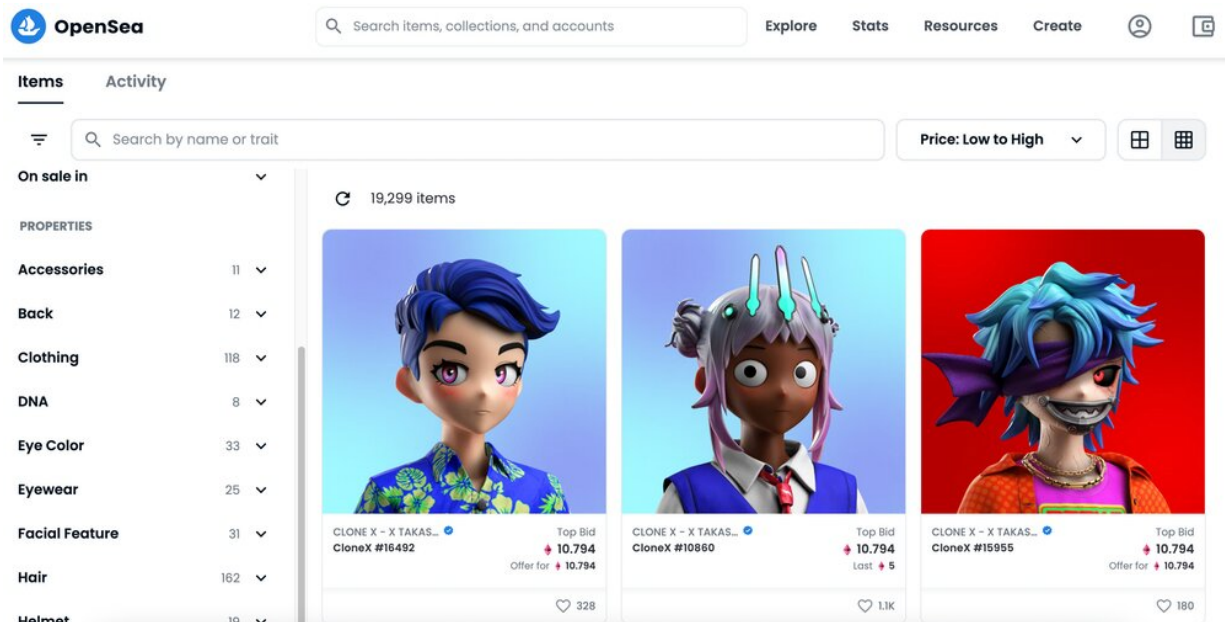 OpenSea
Search items, collections, and accounts
Explore Stats Resources Create
Items Activity
Search by name or trait
Price: Low to High
On sale in
19,299 items
PROPERTIES
Accessories 11
Back 12
Clothing 118
DNA 8
Eye Color 33
Eyewear 25
Facial Feature 31
Hair 162
Helmet 19
CLONE X - X TAKAS... Top Bid
CloneX #16492 10.794
Offer for 10.794
328
CLONE X - X TAKAS... Top Bid
CloneX #10860 10.794
Last 5
1.1K
CLONE X - X TAKAS... Top Bid
CloneX #15955 10.794
Offer for 10.794
180